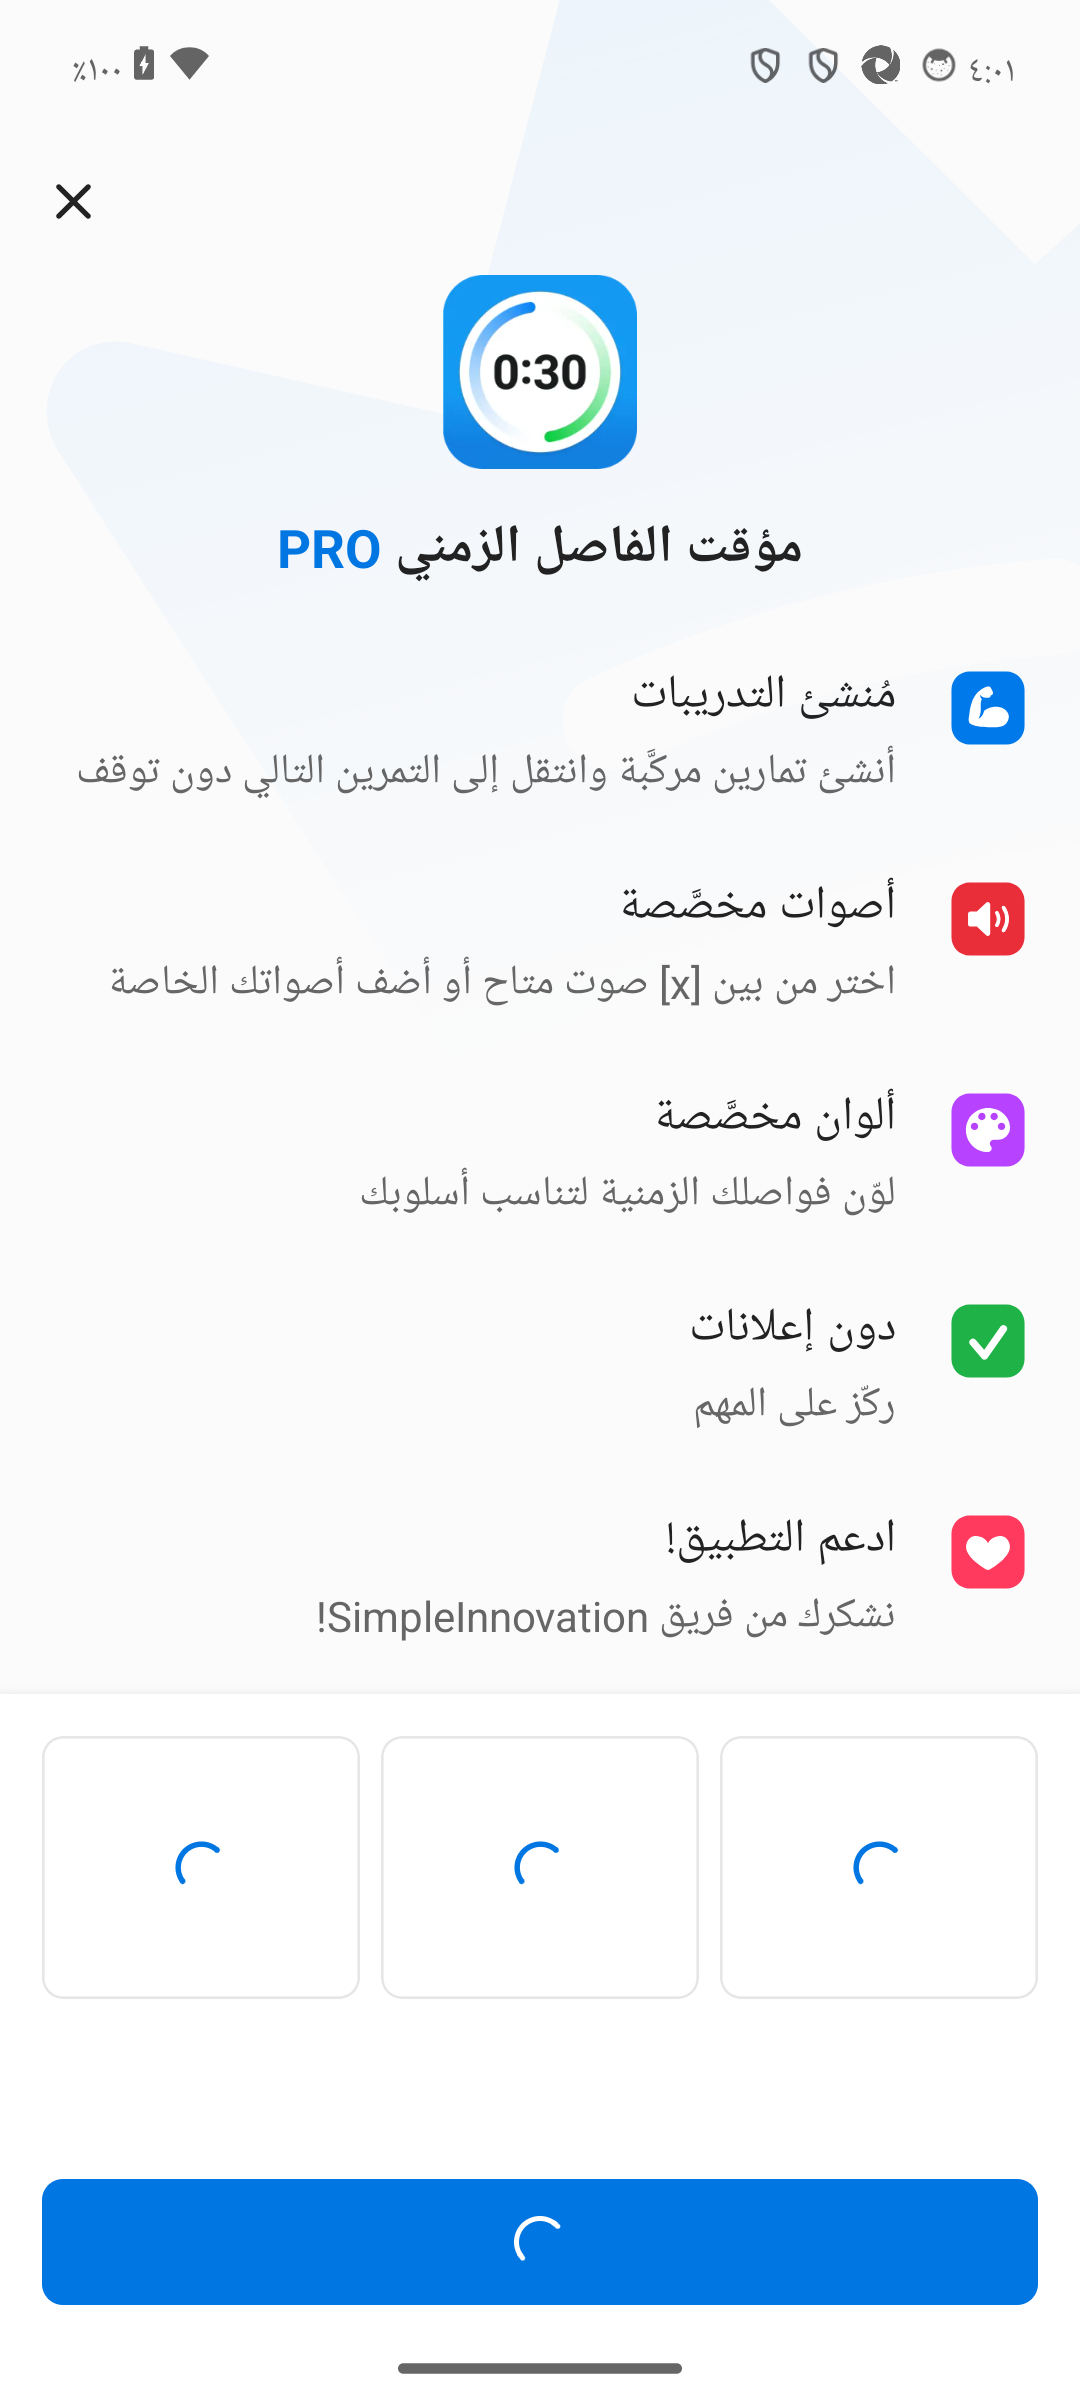 ٤:٠١
٪١٠٠
0:30
مؤقت الفاصل الزمني PRO
مُنشئ التدريبات
أنشئ تمارين مركَّبة وانتقل إلى التمرين التالي دون توقف
أصوات مخصَّصة
اختر من بين [x] صوت متاح أو أضف أصواتك الخاصة
ألوان مخصَّصة
لوّن فواصلك الزمنية لتناسب أسلوبك
دون إعلانات
ركّز على المهم
ادعم التطبيق!
نشكرك من فريق SimpleInnovation!